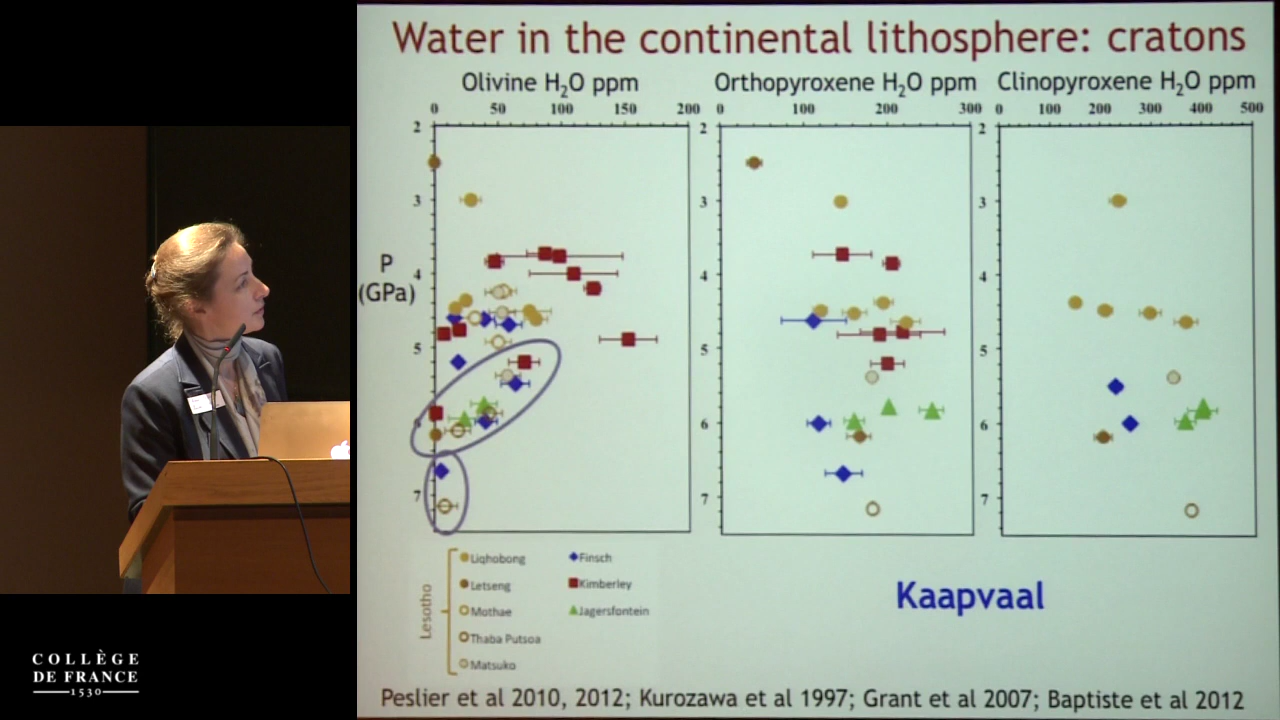 Water in the continental lithosphere: cratons
Olivine H2O ppm
Orthopyroxene H2O ppm
Clinopyroxene H2O ppm
0 50 100 150 200
0 100 200 300
0 100 200 300 400 500
P
(GPa)
2
3
4
5
7
2
3
4
5
6
7
2
3
4
5
6
7
Lesotho
Liqhobong
Letseng
Mothae
Thaba Putsoa
Matsuko
Finsch
Kimberley
Jagersfontein
Kaapvaal
Peslier et al 2010, 2012; Kurozawa et al 1997; Grant et al 2007; Baptiste et al 2012
COLLÈGE
DE FRANCE
1530